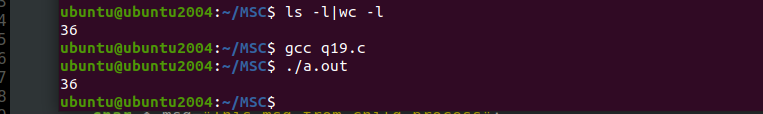 ubuntu@ubuntu2004:~/MSC$ ls -l|wc -l
36
ubuntu@ubuntu2004:~/MSC$ gcc q19.c
ubuntu@ubuntu2004:~/MSC$ ./a.out
36
ubuntu@ubuntu2004:~/MSC$